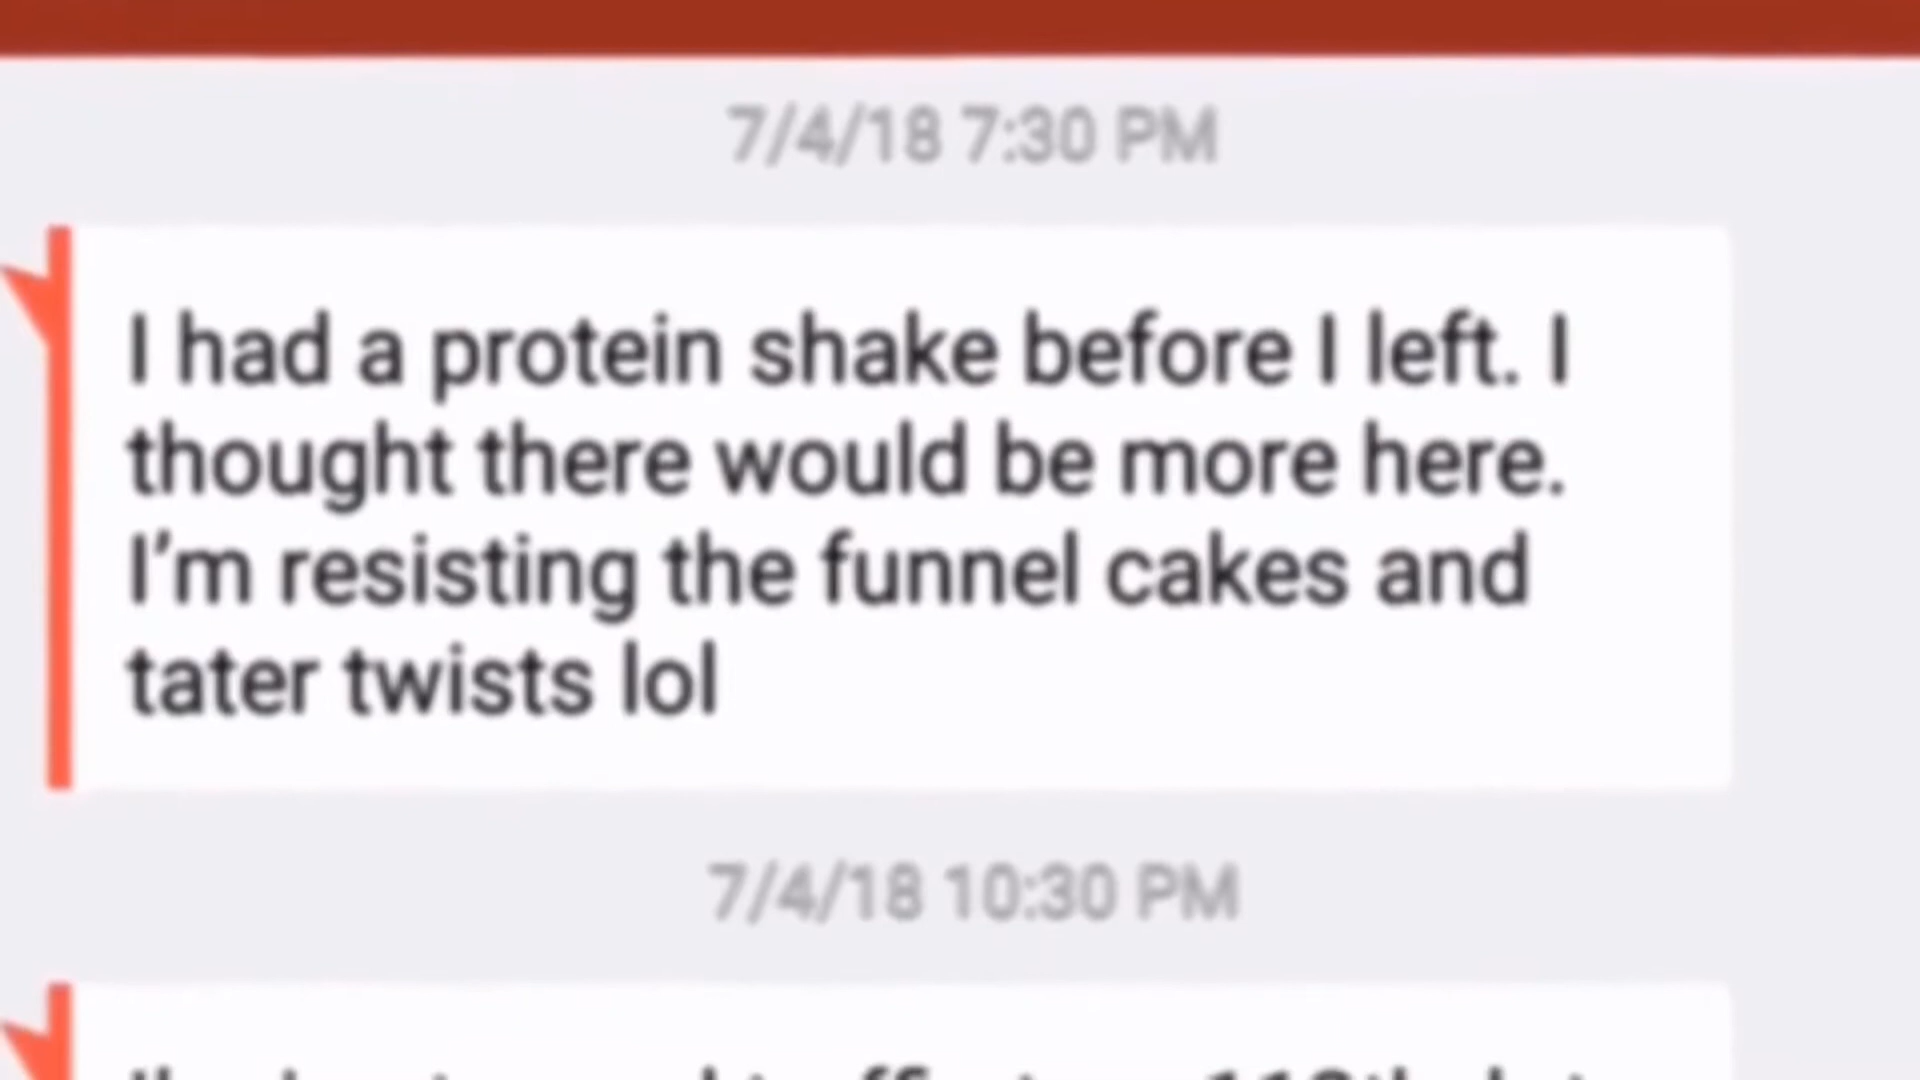 7/4/18 7:30 PM
I had a protein shake before I left. I
thought there would be more here.
I'm resisting the funnel cakes and
tater twists lol
7/4/18 10:30 PM